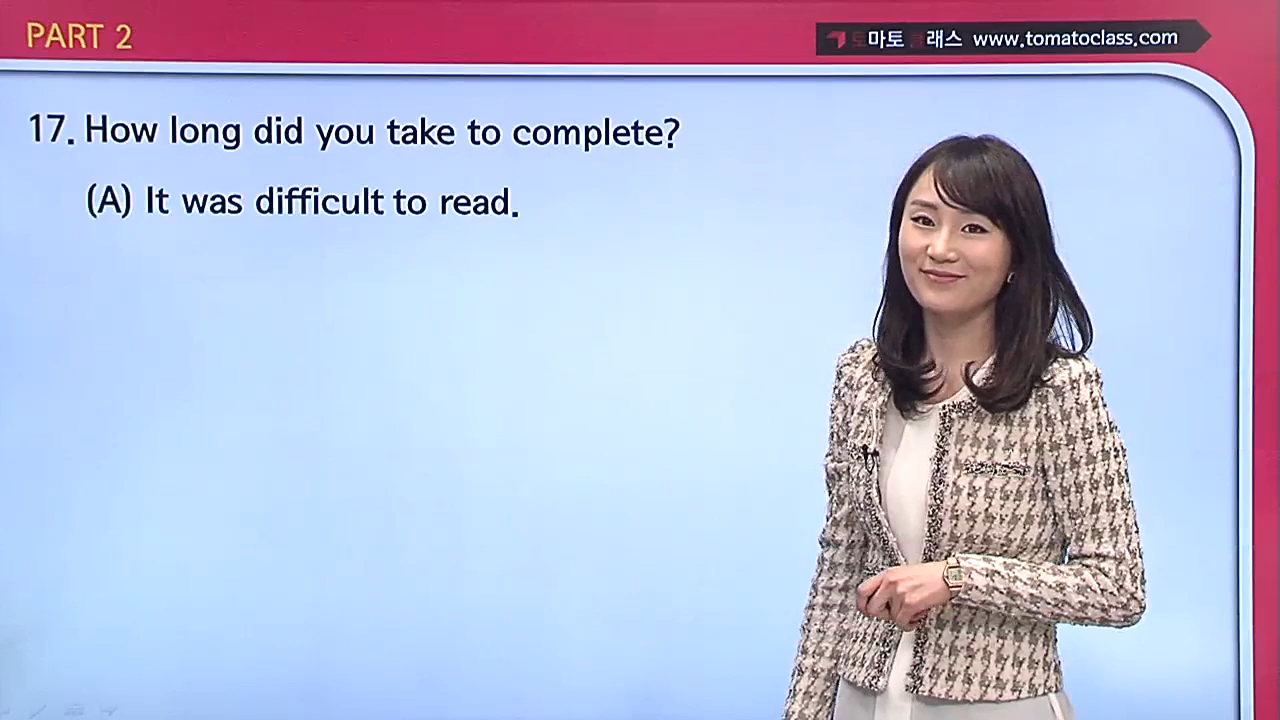 PART 2
토마토클래스 www.tomatoclass.com
17. How long did you take to complete?
(A) It was difficult to read.